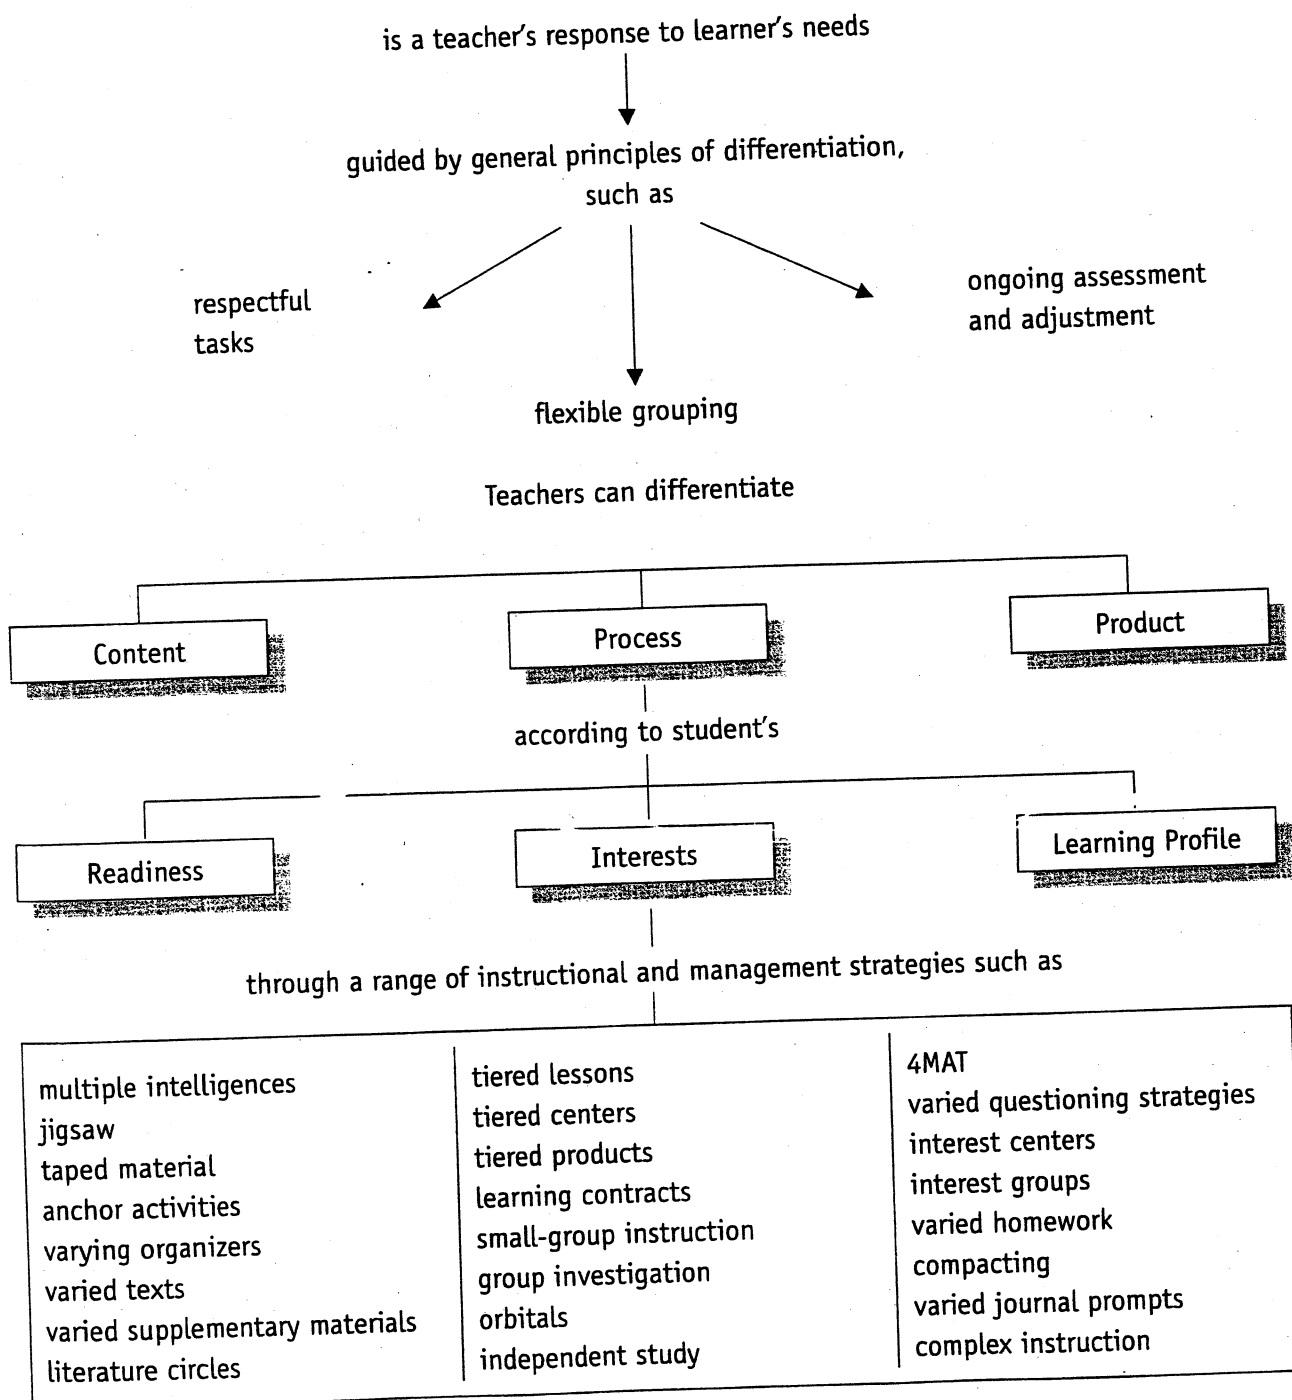 is a teacher's response to learner's needs
guided by general principles of differentiation,
such as
respectful
tasks
ongoing assessment
and adjustment
flexible grouping
Teachers can differentiate
Content
Process
Product
according to student's
Readiness
Interests
Learning Profile
through a range of instructional and management strategies such as
multiple intelligences
jigsaw
taped material
anchor activities
varying organizers
varied texts
varied supplementary materials
literature circles
tiered lessons
tiered centers
tiered products
learning contracts
small-group instruction
group investigation
orbitals
independent study
4MAT
varied questioning strategies
interest centers
interest groups
varied homework
compacting
varied journal prompts
complex instruction